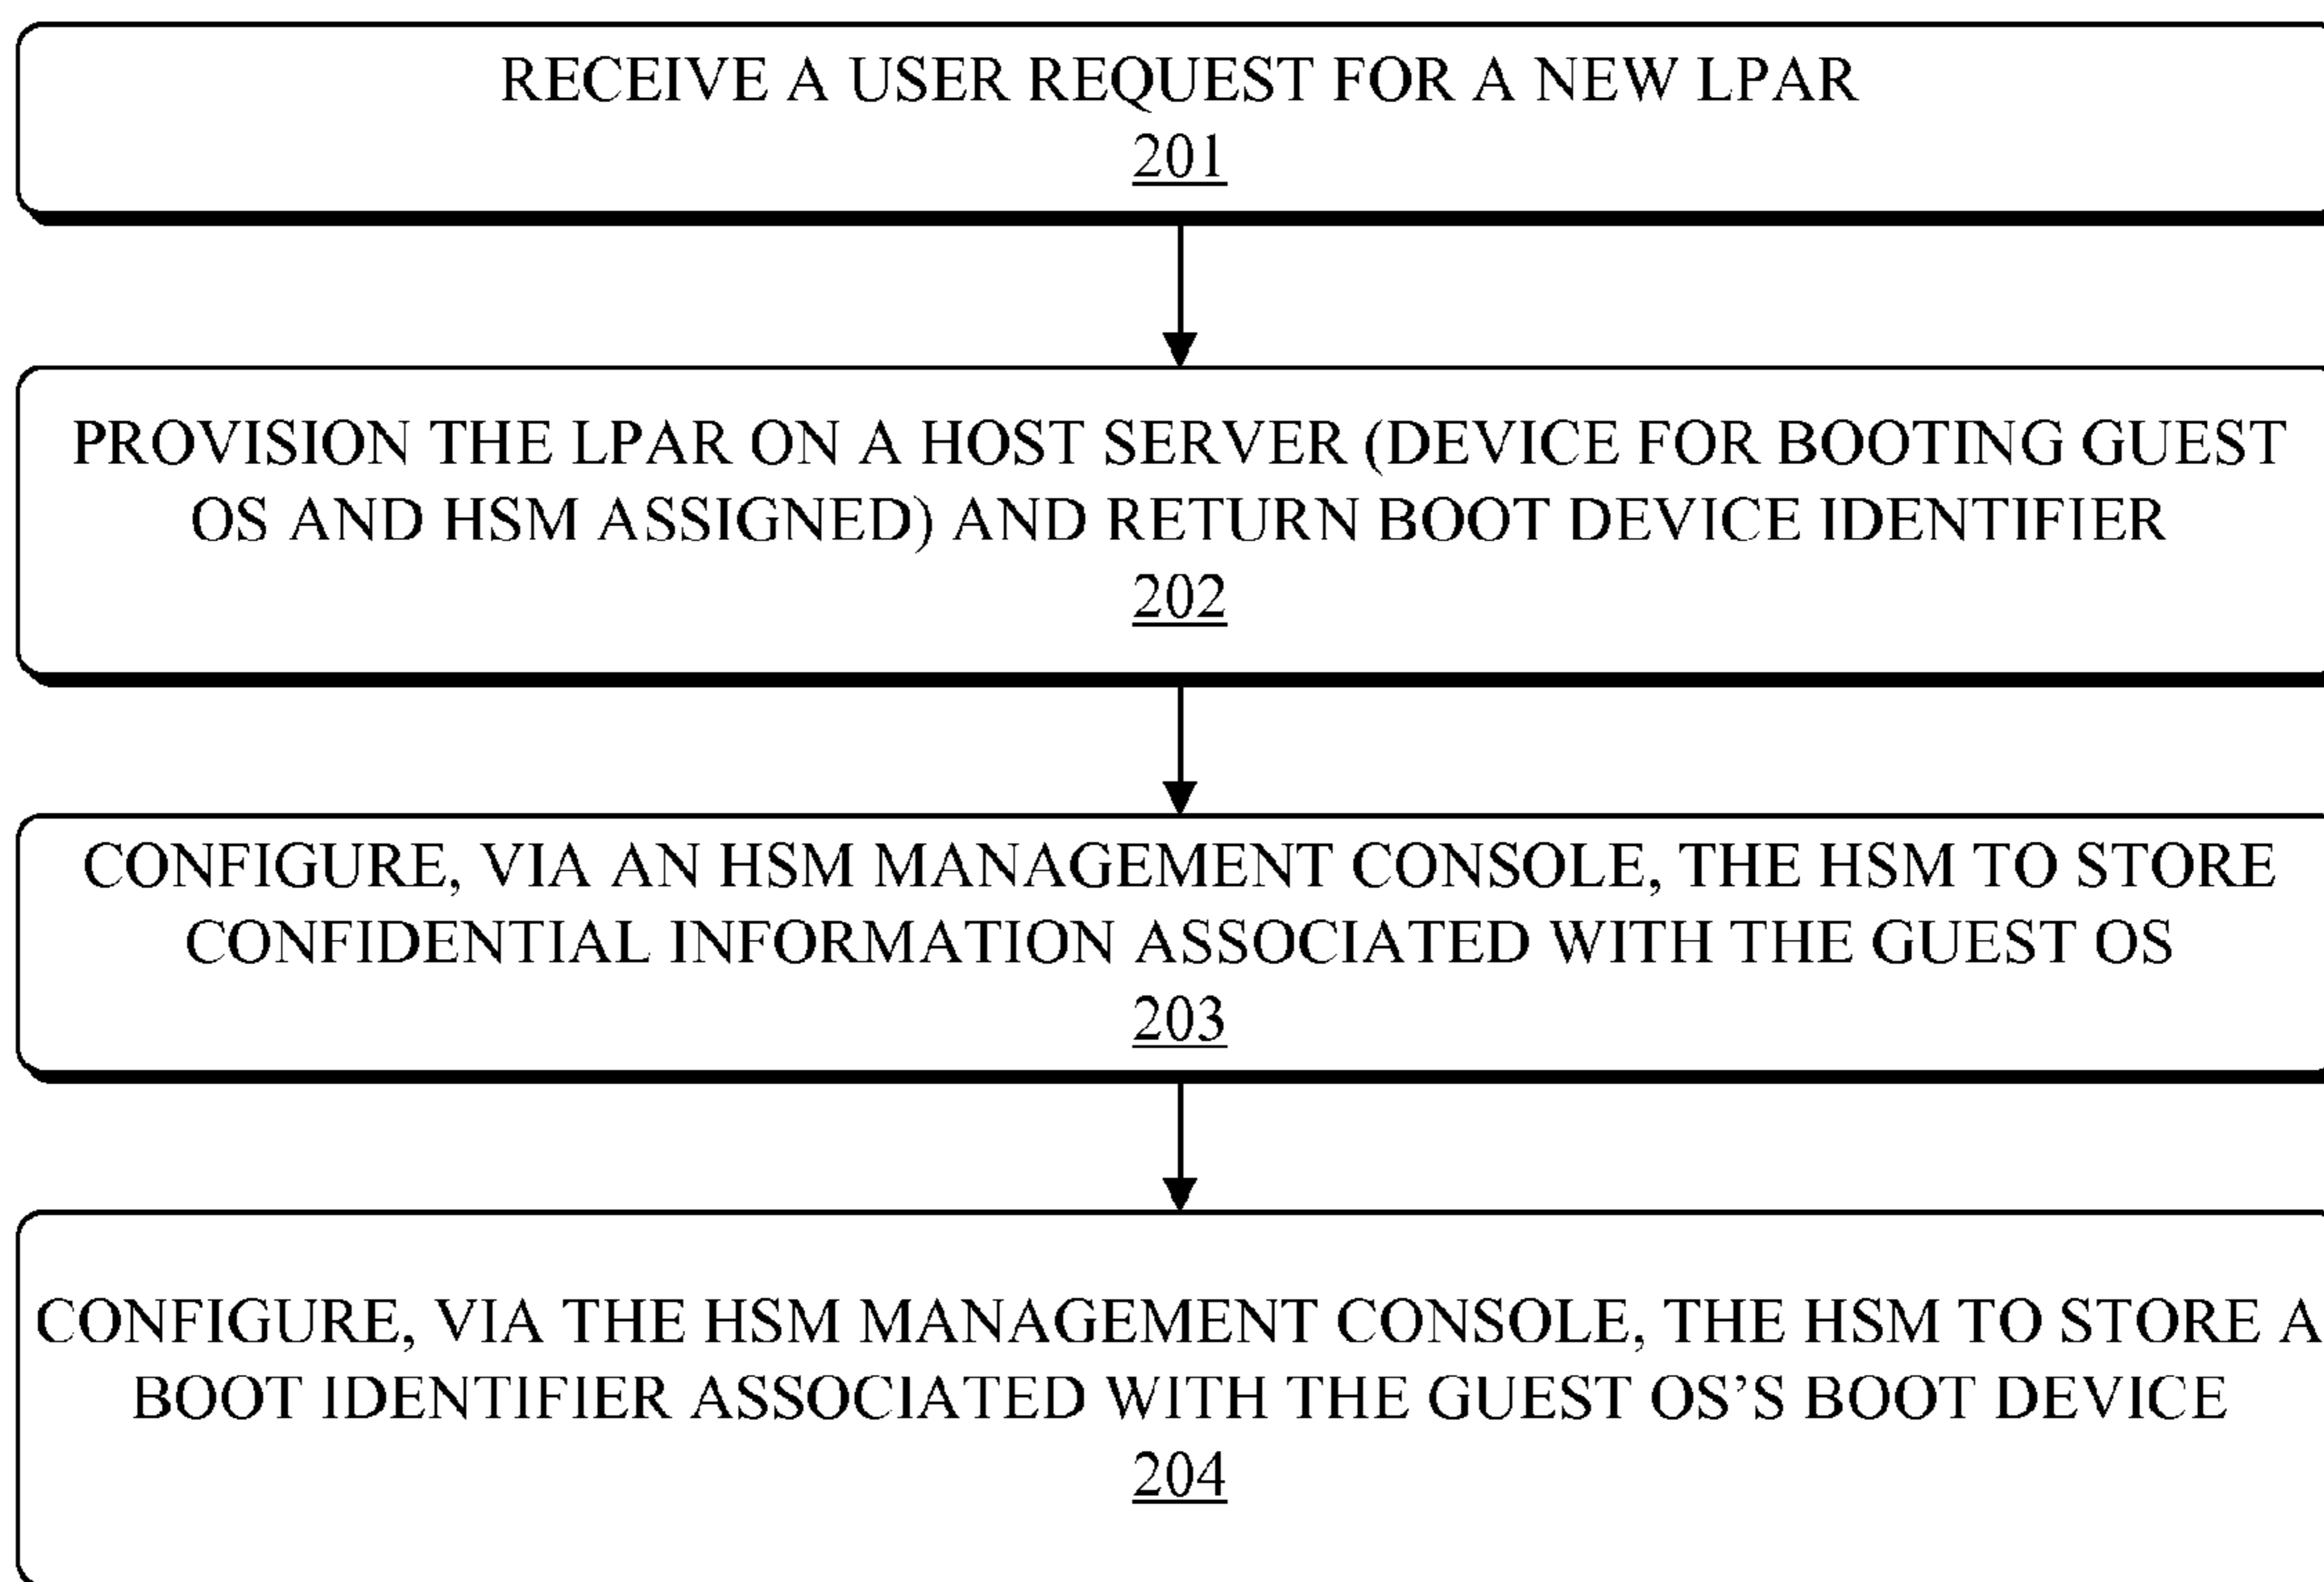 RECEIVE A USER REQUEST FOR A NEW LPAR
201
PROVISION THE LPAR ON A HOST SERVER (DEVICE FOR BOOTING GUEST
OS AND HSM ASSIGNED) AND RETURN BOOT DEVICE IDENTIFIER
202
CONFIGURE, VIA AN HSM MANAGEMENT CONSOLE, THE HSM TO STORE
CONFIDENTIAL INFORMATION ASSOCIATED WITH THE GUEST OS
203
CONFIGURE, VIA THE HSM MANAGEMENT CONSOLE, THE HSM TO STORE A
BOOT IDENTIFIER ASSOCIATED WITH THE GUEST OS’S BOOT DEVICE
204